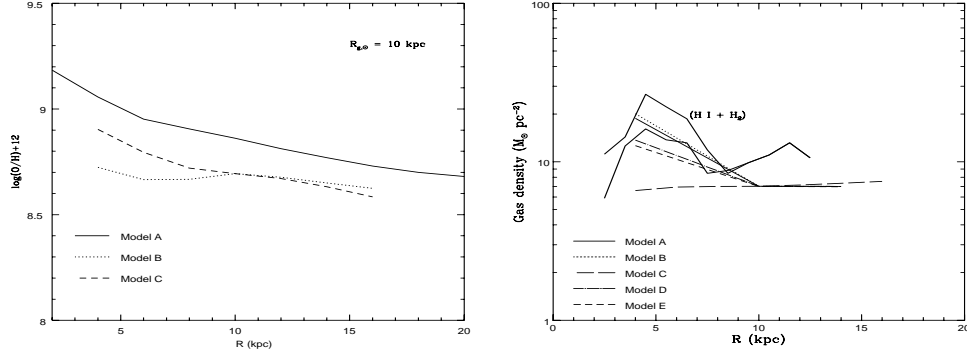 9.5
9
8.5
8
log(O/H)+12
R_g,⊙ = 10 kpc
Model A
Model B
Model C
5 10 15 20
R (kpc)
100
10
1
Gas density (M_⊙ pc⁻²)
(H I + H₂)
Model A
Model B
Model C
Model D
Model E
0 5 10 15 20
R (kpc)